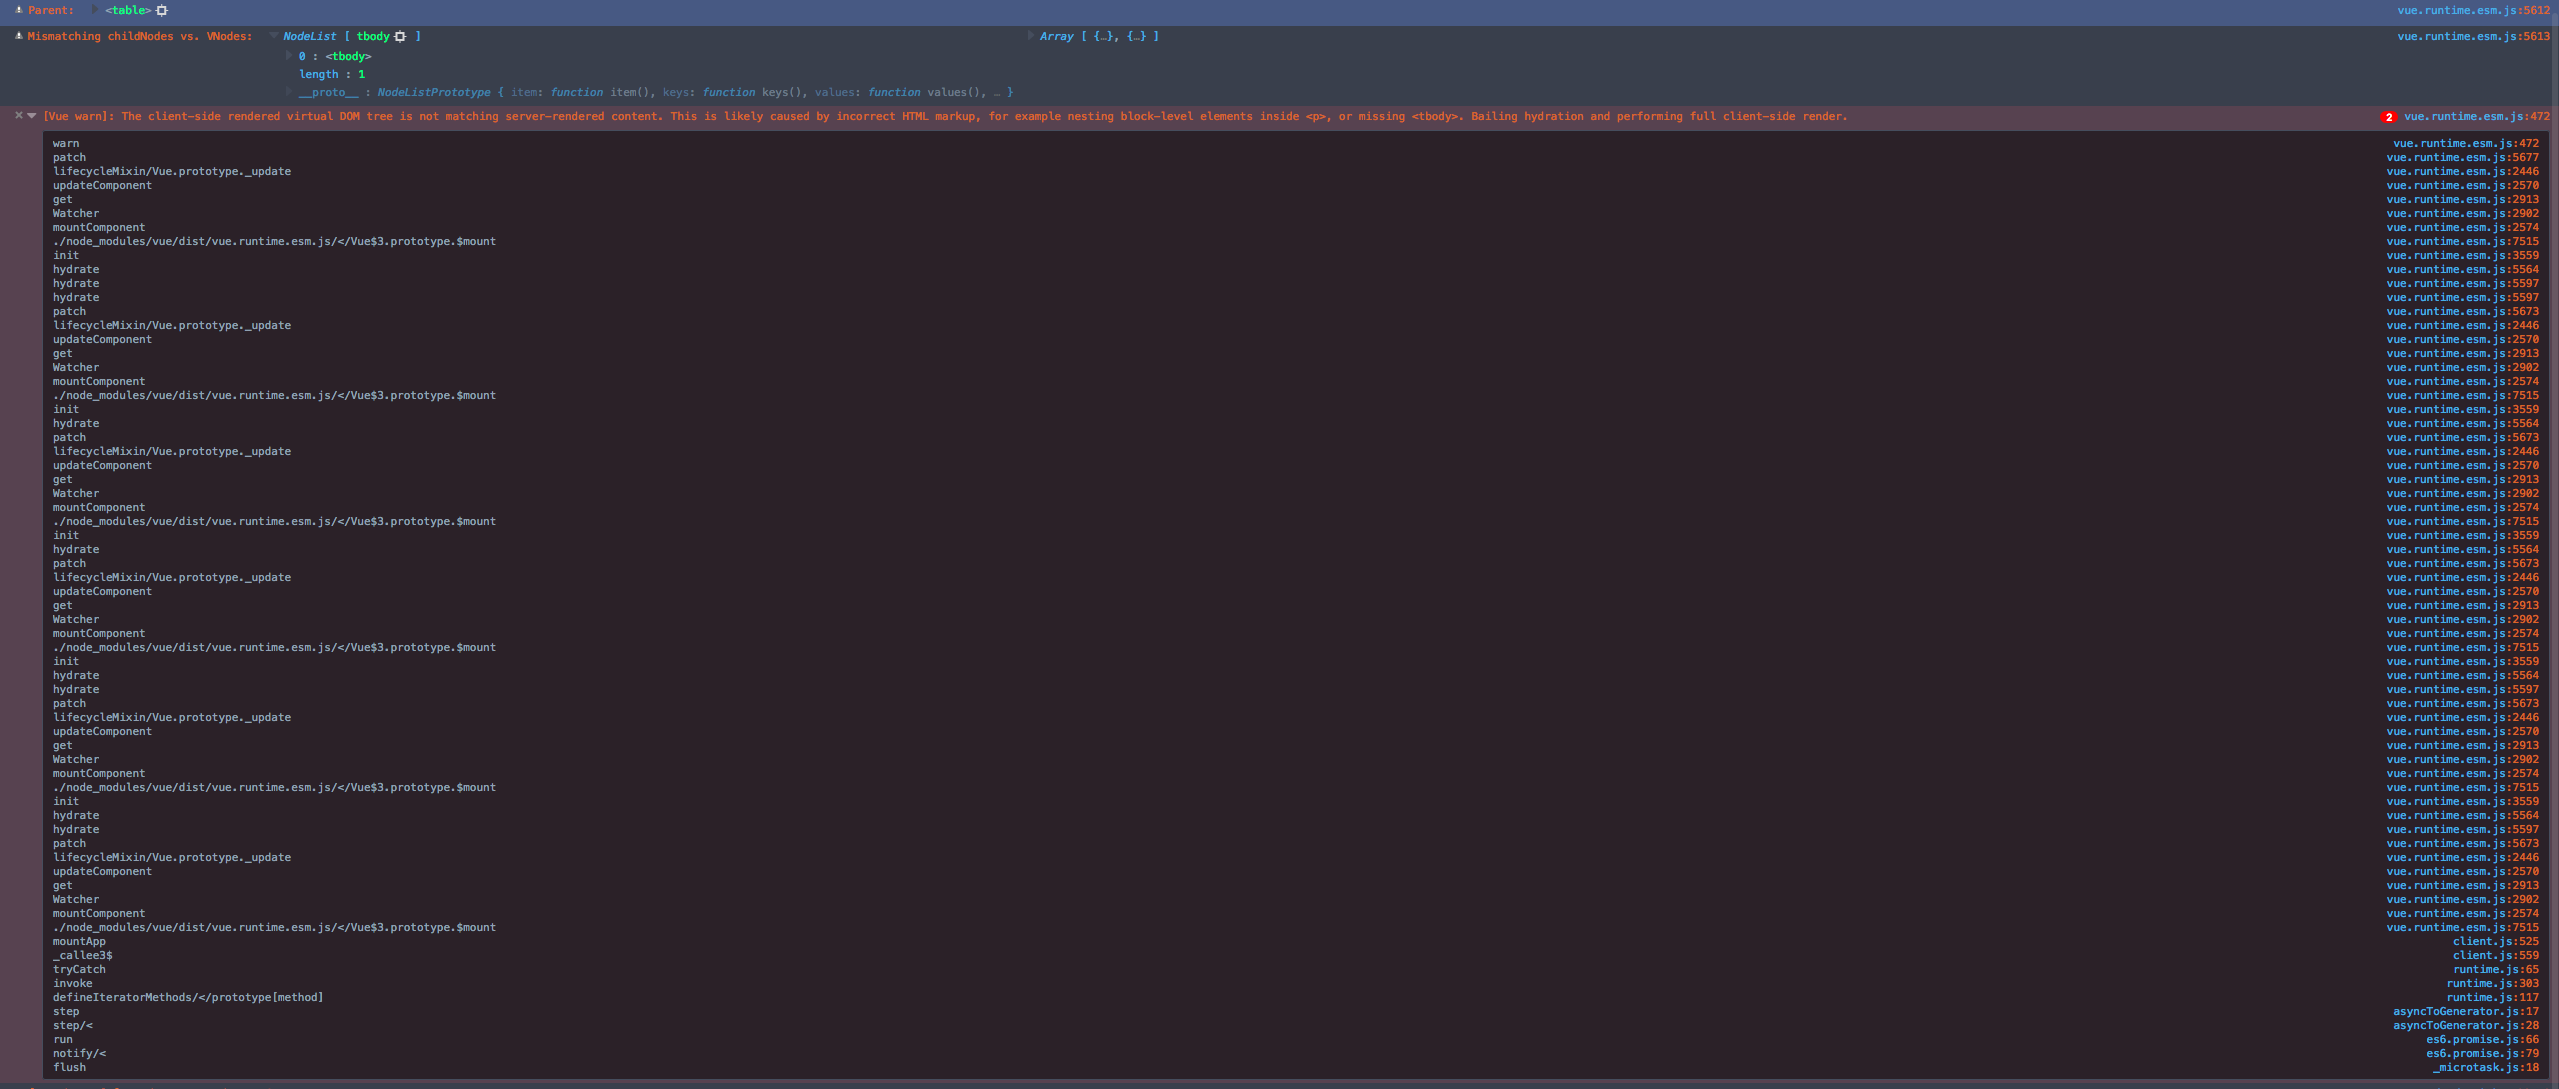 Parent: <table> vue.runtime.esm.js:5612
Mismatching childNodes vs. VNodes: NodeList [ tbody ] Array [ {…}, {…} ] vue.runtime.esm.js:5613
0 : <tbody>
length : 1
__proto__ : NodeListPrototype { item: function item(), keys: function keys(), values: function values(), … }
[Vue warn]: The client-side rendered virtual DOM tree is not matching server-rendered content. This is likely caused by incorrect HTML markup, for example nesting block-level elements inside <p>, or missing <tbody>. Bailing hydration and performing full client-side render. 2 vue.runtime.esm.js:472
warn vue.runtime.esm.js:472
patch vue.runtime.esm.js:5677
lifecycleMixin/Vue.prototype._update vue.runtime.esm.js:2446
updateComponent vue.runtime.esm.js:2570
get vue.runtime.esm.js:2913
Watcher vue.runtime.esm.js:2902
mountComponent vue.runtime.esm.js:2574
./node_modules/vue/dist/vue.runtime.esm.js/</Vue$3.prototype.$mount vue.runtime.esm.js:7515
init vue.runtime.esm.js:3559
hydrate vue.runtime.esm.js:5564
hydrate vue.runtime.esm.js:5597
hydrate vue.runtime.esm.js:5597
patch vue.runtime.esm.js:5673
lifecycleMixin/Vue.prototype._update vue.runtime.esm.js:2446
updateComponent vue.runtime.esm.js:2570
get vue.runtime.esm.js:2913
Watcher vue.runtime.esm.js:2902
mountComponent vue.runtime.esm.js:2574
./node_modules/vue/dist/vue.runtime.esm.js/</Vue$3.prototype.$mount vue.runtime.esm.js:7515
init vue.runtime.esm.js:3559
hydrate vue.runtime.esm.js:5564
patch vue.runtime.esm.js:5673
lifecycleMixin/Vue.prototype._update vue.runtime.esm.js:2446
updateComponent vue.runtime.esm.js:2570
get vue.runtime.esm.js:2913
Watcher vue.runtime.esm.js:2902
mountComponent vue.runtime.esm.js:2574
./node_modules/vue/dist/vue.runtime.esm.js/</Vue$3.prototype.$mount vue.runtime.esm.js:7515
init vue.runtime.esm.js:3559
hydrate vue.runtime.esm.js:5564
patch vue.runtime.esm.js:5673
lifecycleMixin/Vue.prototype._update vue.runtime.esm.js:2446
updateComponent vue.runtime.esm.js:2570
get vue.runtime.esm.js:2913
Watcher vue.runtime.esm.js:2902
mountComponent vue.runtime.esm.js:2574
./node_modules/vue/dist/vue.runtime.esm.js/</Vue$3.prototype.$mount vue.runtime.esm.js:7515
init vue.runtime.esm.js:3559
hydrate vue.runtime.esm.js:5564
hydrate vue.runtime.esm.js:5597
patch vue.runtime.esm.js:5673
lifecycleMixin/Vue.prototype._update vue.runtime.esm.js:2446
updateComponent vue.runtime.esm.js:2570
get vue.runtime.esm.js:2913
Watcher vue.runtime.esm.js:2902
mountComponent vue.runtime.esm.js:2574
./node_modules/vue/dist/vue.runtime.esm.js/</Vue$3.prototype.$mount vue.runtime.esm.js:7515
init vue.runtime.esm.js:3559
hydrate vue.runtime.esm.js:5564
hydrate vue.runtime.esm.js:5597
patch vue.runtime.esm.js:5673
lifecycleMixin/Vue.prototype._update vue.runtime.esm.js:2446
updateComponent vue.runtime.esm.js:2570
get vue.runtime.esm.js:2913
Watcher vue.runtime.esm.js:2902
mountComponent vue.runtime.esm.js:2574
./node_modules/vue/dist/vue.runtime.esm.js/</Vue$3.prototype.$mount vue.runtime.esm.js:7515
mountApp client.js:525
_callee3$ client.js:559
tryCatch runtime.js:65
invoke runtime.js:303
defineIteratorMethods/</prototype[method] runtime.js:117
step asyncToGenerator.js:17
step/< asyncToGenerator.js:28
run es6.promise.js:66
notify/< es6.promise.js:79
flush _microtask.js:18